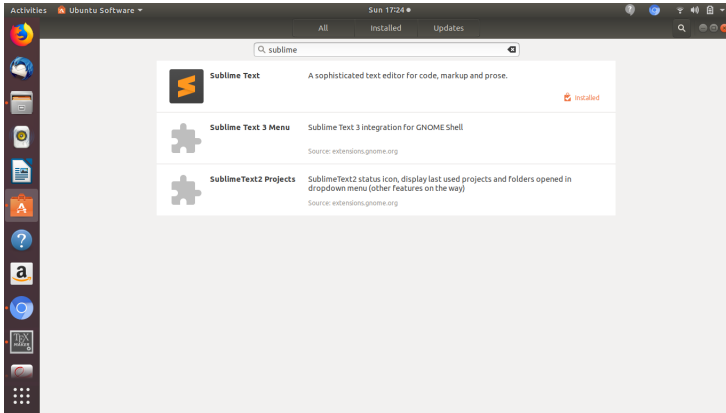 Activities Ubuntu Software Sun 17:24
All Installed Updates
sublime
Sublime Text A sophisticated text editor for code, markup and prose.
Installed
Sublime Text 3 Menu Sublime Text 3 integration for GNOME Shell
Source: extensions.gnome.org
SublimeText2 Projects SublimeText2 status icon, display last used projects and folders opened in
dropdown menu (other features on the way)
Source: extensions.gnome.org
?
A
?
a
TEX
MAKER